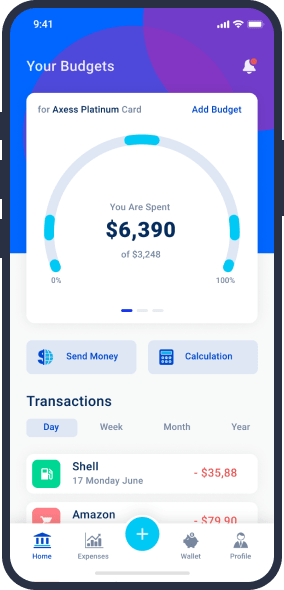 9:41
Your Budgets
for Axess Platinum Card
Add Budget
You Are Spent
$6,390
of $3,248
0%
100%
Send Money
Calculation
Transactions
Day
Week
Month
Year
Shell
- $35,88
17 Monday June
Amazon
- $79,90
Home
Expenses
Wallet
Profile